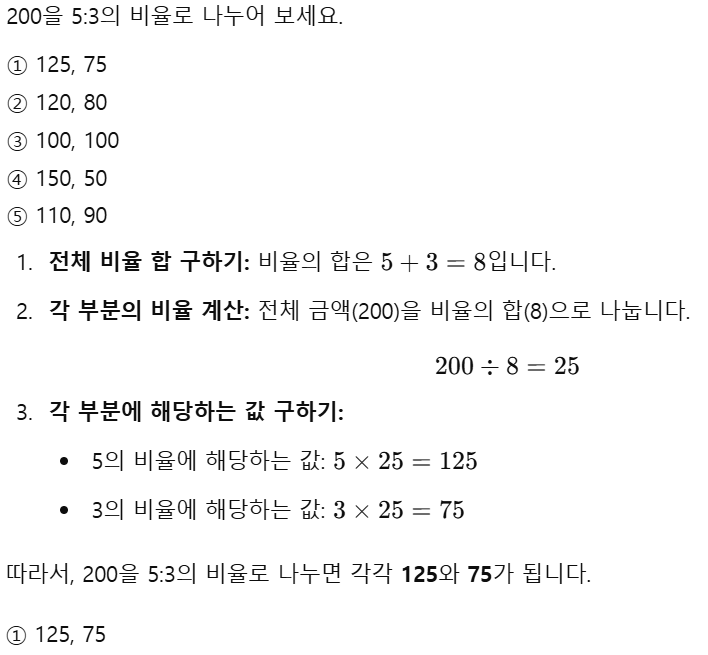 200을 5:3의 비율로 나누어 보세요.
① 125, 75
② 120, 80
③ 100, 100
④ 150, 50
⑤ 110, 90
1. 전체 비율 합 구하기: 비율의 합은 5 + 3 = 8입니다.
2. 각 부분의 비율 계산: 전체 금액(200)을 비율의 합(8)으로 나눕니다.
200 ÷ 8 = 25
3. 각 부분에 해당하는 값 구하기:
• 5의 비율에 해당하는 값: 5 × 25 = 125
• 3의 비율에 해당하는 값: 3 × 25 = 75
따라서, 200을 5:3의 비율로 나누면 각각 125와 75가 됩니다.
① 125, 75